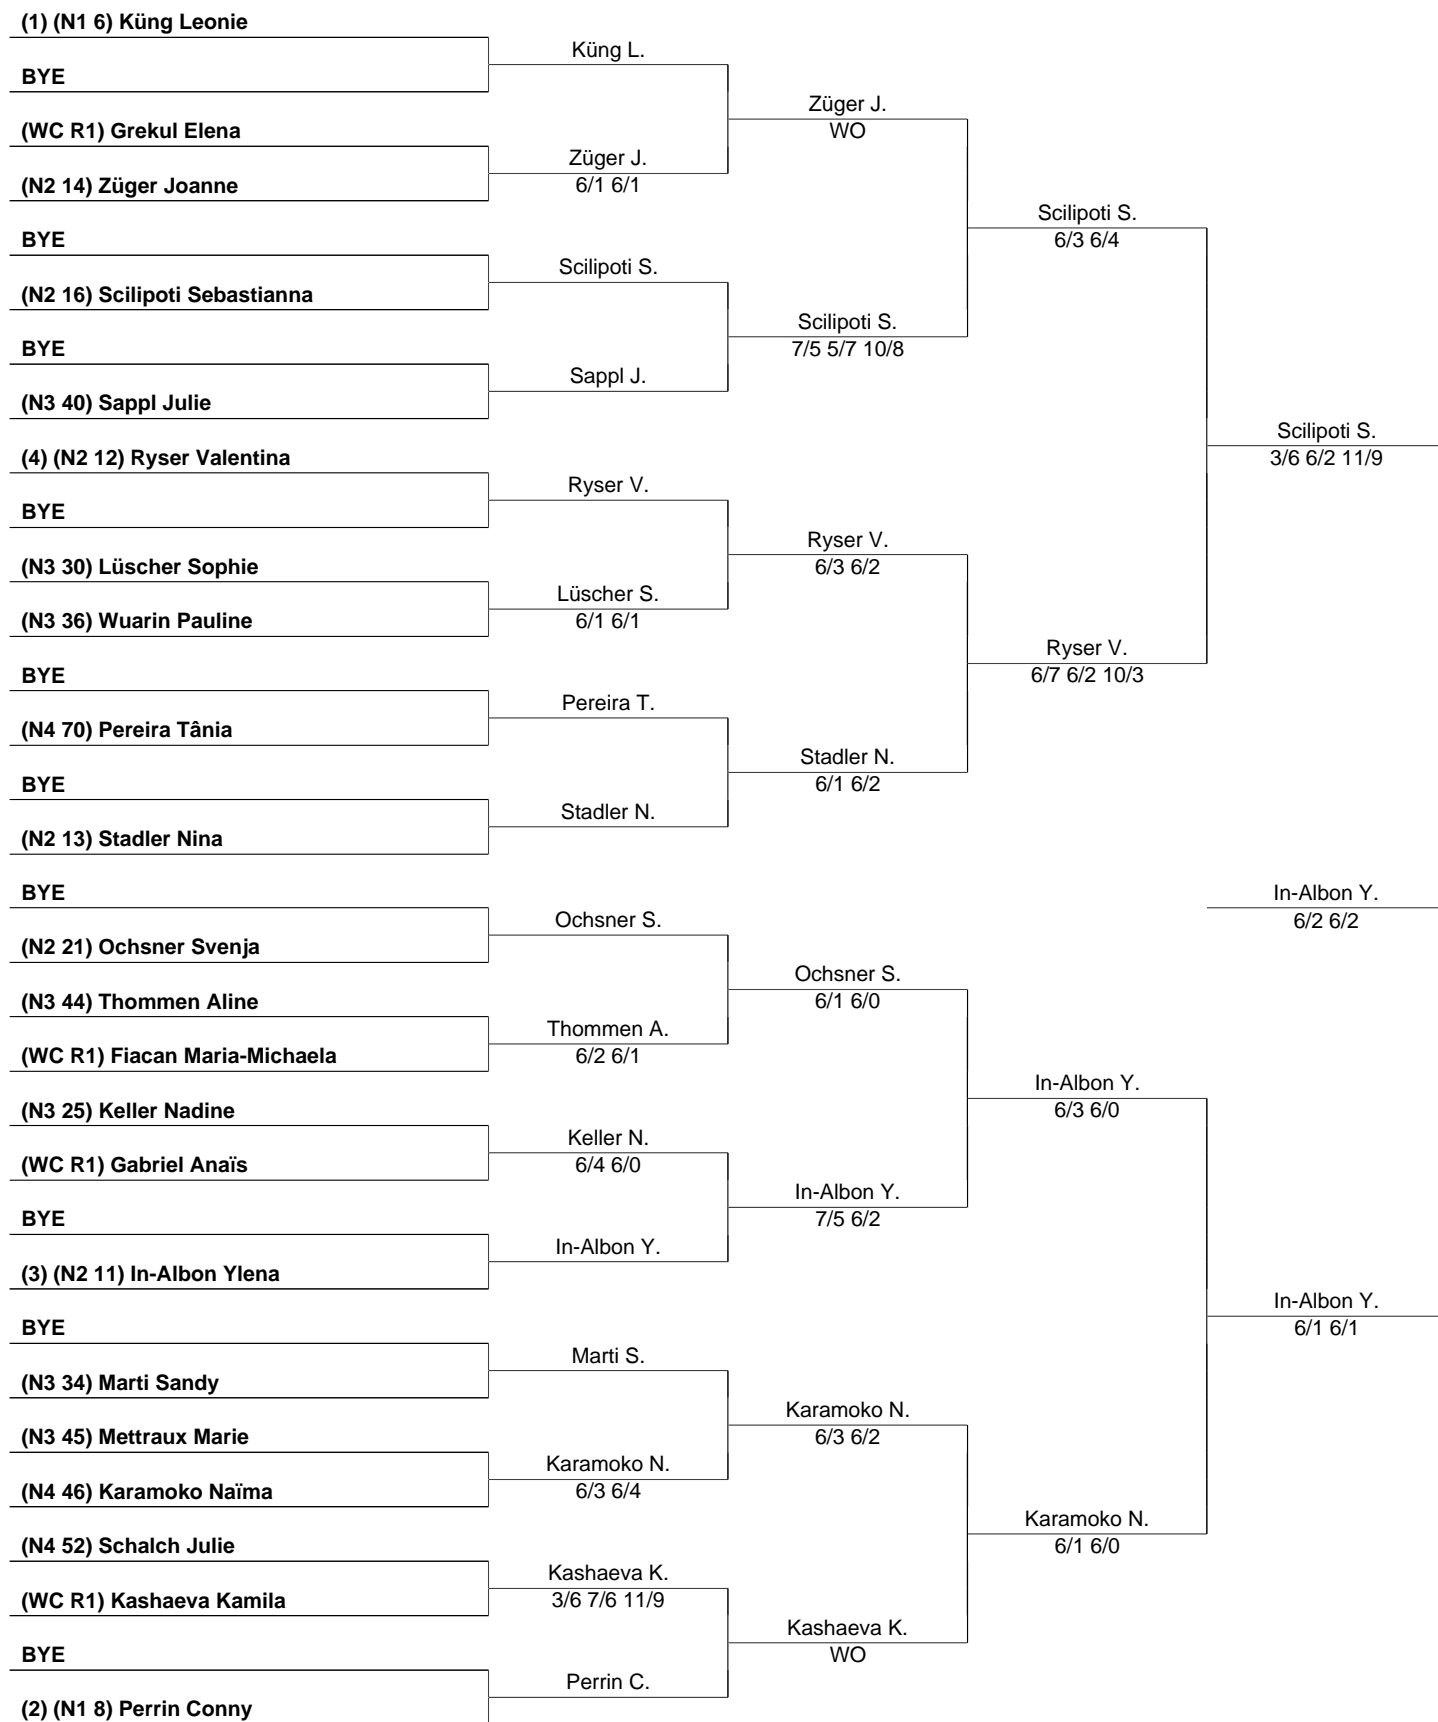 (1) (N1 6) Küng Leonie
Küng L.
BYE
Züger J.
WO
(WC R1) Grekul Elena
Züger J.
6/1 6/1
(N2 14) Züger Joanne
Scilipoti S.
6/3 6/4
BYE
Scilipoti S.
(N2 16) Scilipoti Sebastianna
Scilipoti S.
7/5 5/7 10/8
BYE
Sappl J.
(N3 40) Sappl Julie
Scilipoti S.
3/6 6/2 11/9
(4) (N2 12) Ryser Valentina
Ryser V.
BYE
Ryser V.
6/3 6/2
(N3 30) Lüscher Sophie
Lüscher S.
6/1 6/1
(N3 36) Wuarin Pauline
Ryser V.
6/7 6/2 10/3
BYE
Pereira T.
(N4 70) Pereira Tânia
Stadler N.
6/1 6/2
BYE
Stadler N.
(N2 13) Stadler Nina
BYE
In-Albon Y.
6/2 6/2
Ochsner S.
(N2 21) Ochsner Svenja
Ochsner S.
6/1 6/0
(N3 44) Thommen Aline
Thommen A.
6/2 6/1
(WC R1) Fiacan Maria-Michaela
In-Albon Y.
6/3 6/0
(N3 25) Keller Nadine
Keller N.
6/4 6/0
(WC R1) Gabriel Anaïs
In-Albon Y.
7/5 6/2
BYE
In-Albon Y.
(3) (N2 11) In-Albon Ylena
In-Albon Y.
6/1 6/1
BYE
Marti S.
(N3 34) Marti Sandy
Karamoko N.
6/3 6/2
(N3 45) Mettraux Marie
Karamoko N.
6/3 6/4
(N4 46) Karamoko Naïma
Karamoko N.
6/1 6/0
(N4 52) Schalch Julie
Kashaeva K.
3/6 7/6 11/9
(WC R1) Kashaeva Kamila
Kashaeva K.
WO
BYE
Perrin C.
(2) (N1 8) Perrin Conny